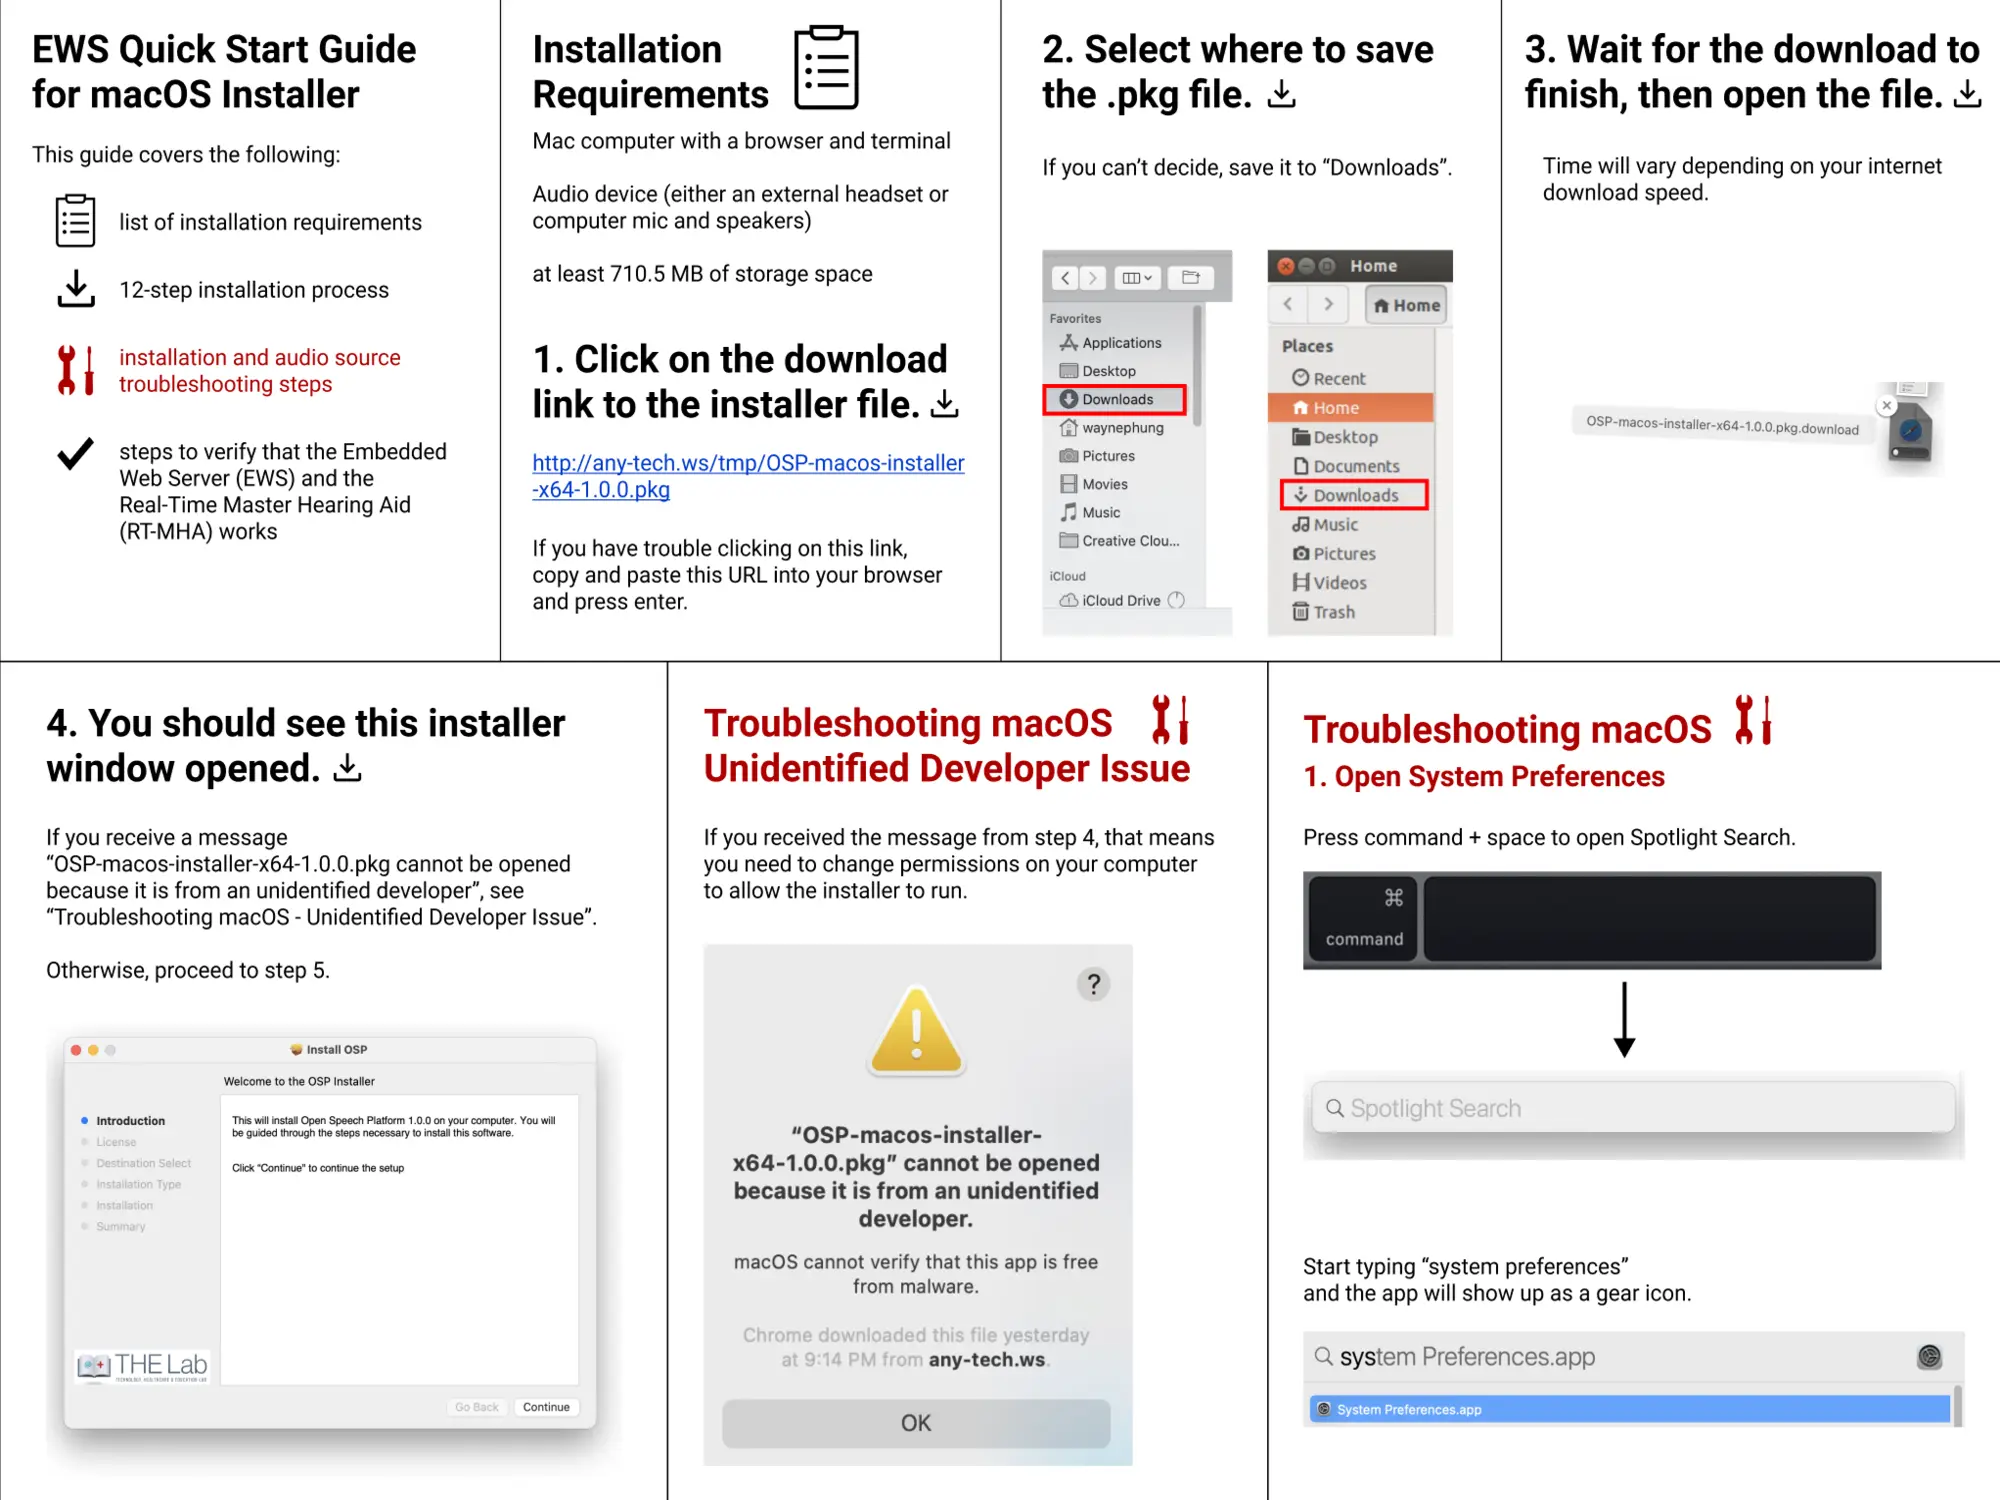 EWS Quick Start Guide
for macOS Installer
This guide covers the following:
list of installation requirements
12-step installation process
installation and audio source
troubleshooting steps
steps to verify that the Embedded
Web Server (EWS) and the
Real-Time Master Hearing Aid
(RT-MHA) works
Installation
Requirements
Mac computer with a browser and terminal
Audio device (either an external headset or
computer mic and speakers)
at least 710.5 MB of storage space
1. Click on the download
link to the installer file.
http://any-tech.ws/tmp/OSP-macos-installer
-x64-1.0.0.pkg
If you have trouble clicking on this link,
copy and paste this URL into your browser
and press enter.
2. Select where to save
the .pkg file.
If you can’t decide, save it to “Downloads”.
Favorites
Applications
Desktop
Downloads
waynephung
Pictures
Movies
Music
Creative Clou...
iCloud
iCloud Drive
Home
Home
Places
Recent
Home
Desktop
Documents
Downloads
Music
Pictures
Videos
Trash
3. Wait for the download to
finish, then open the file.
Time will vary depending on your internet
download speed.
OSP-macos-installer-x64-1.0.0.pkg.download
4. You should see this installer
window opened.
If you receive a message
“OSP-macos-installer-x64-1.0.0.pkg cannot be opened
because it is from an unidentified developer”, see
“Troubleshooting macOS - Unidentified Developer Issue”.
Otherwise, proceed to step 5.
Install OSP
Welcome to the OSP Installer
Introduction
License
Destination Select
Installation Type
Installation
Summary
This will install Open Speech Platform 1.0.0 on your computer. You will
be guided through the steps necessary to install this software.
Click "Continue" to continue the setup
THE Lab
TECHNOLOGY, HEALTHCARE & EDUCATION LAB
Go Back
Continue
Troubleshooting macOS
Unidentified Developer Issue
If you received the message from step 4, that means
you need to change permissions on your computer
to allow the installer to run.
?
“OSP-macos-installer-
x64-1.0.0.pkg” cannot be opened
because it is from an unidentified
developer.
macOS cannot verify that this app is free
from malware.
Chrome downloaded this file yesterday
at 9:14 PM from any-tech.ws.
OK
Troubleshooting macOS
1. Open System Preferences
Press command + space to open Spotlight Search.
⌘
command
Spotlight Search
Start typing “system preferences”
and the app will show up as a gear icon.
system Preferences.app
System Preferences.app